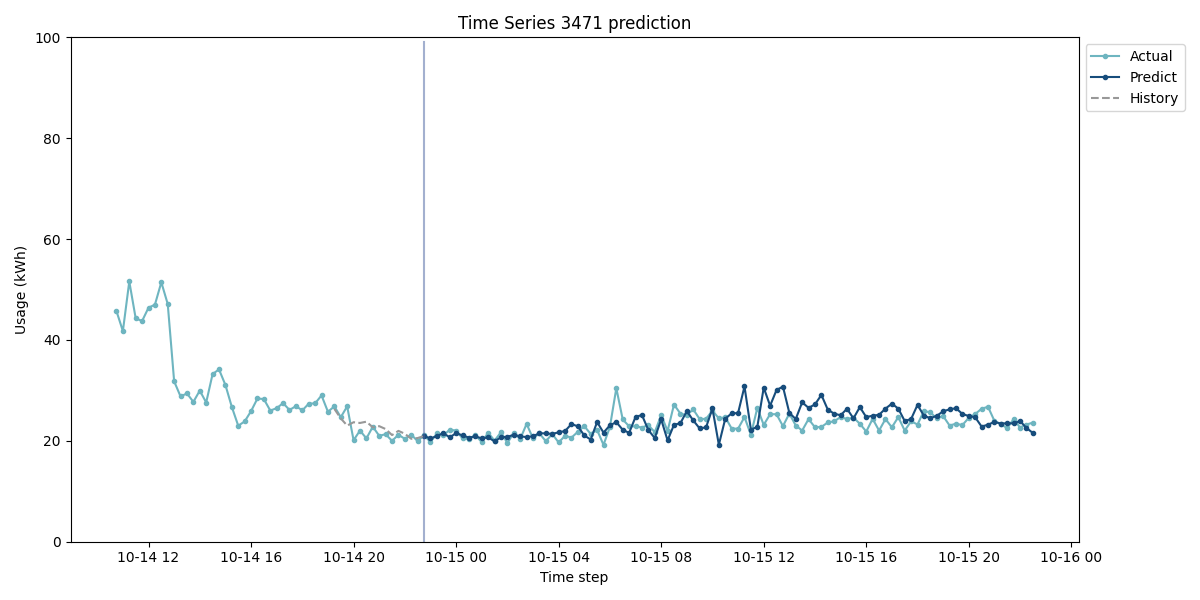 Time Series 3471 prediction
100
80
60
40
20
0
Usage (kWh)
10-14 12
10-14 16
10-14 20
10-15 00
10-15 04
10-15 08
10-15 12
10-15 16
10-15 20
10-16 00
Time step
Actual
Predict
History